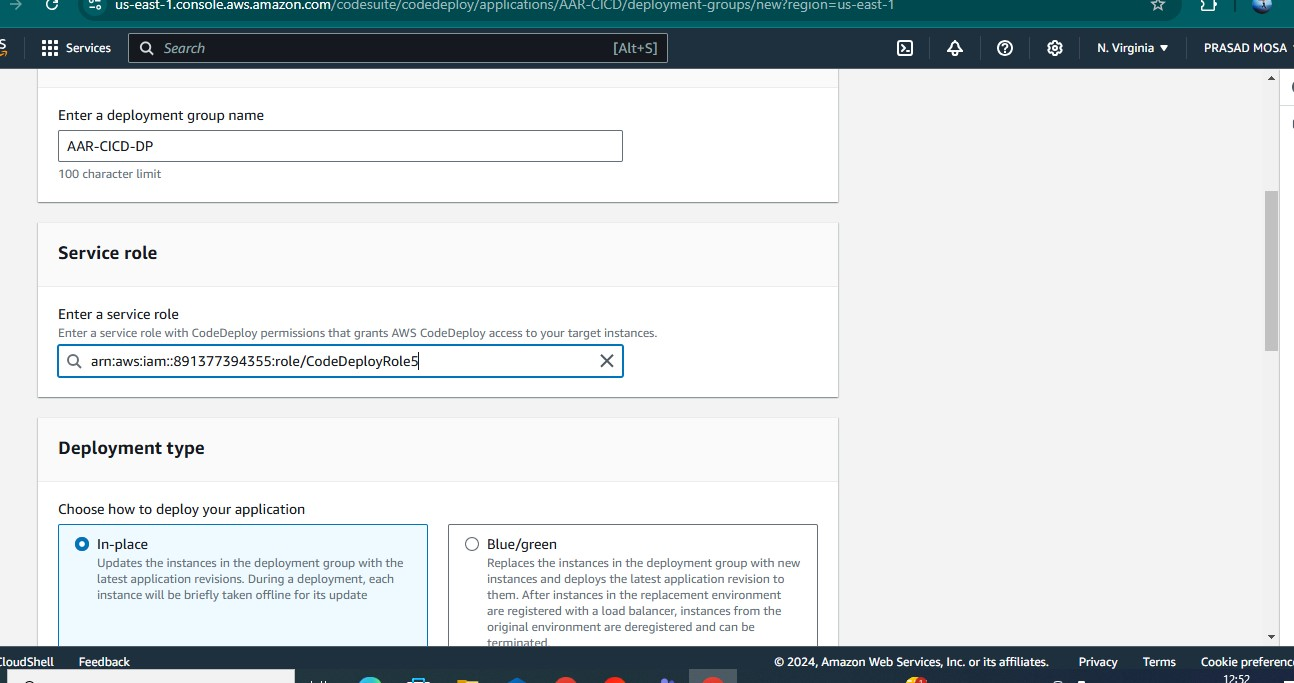 us-east-1.console.aws.amazon.com/codesuite/codedeploy/applications/AAR-CICD/deployment-groups/new?region=us-east-1
Services
Search
[Alt+S]
N. Virginia ▼
PRASAD MOSA
Enter a deployment group name
AAR-CICD-DP
100 character limit
Service role
Enter a service role
Enter a service role with CodeDeploy permissions that grants AWS CodeDeploy access to your target instances.
arn:aws:iam::891377394355:role/CodeDeployRole5
Deployment type
Choose how to deploy your application
In-place
Updates the instances in the deployment group with the
latest application revisions. During a deployment, each
instance will be briefly taken offline for its update
Blue/green
Replaces the instances in the deployment group with new
instances and deploys the latest application revision to
them. After instances in the replacement environment
are registered with a load balancer, instances from the
original environment are deregistered and can be
terminated.
CloudShell
Feedback
© 2024, Amazon Web Services, Inc. or its affiliates.
Privacy
Terms
Cookie preference
12:52